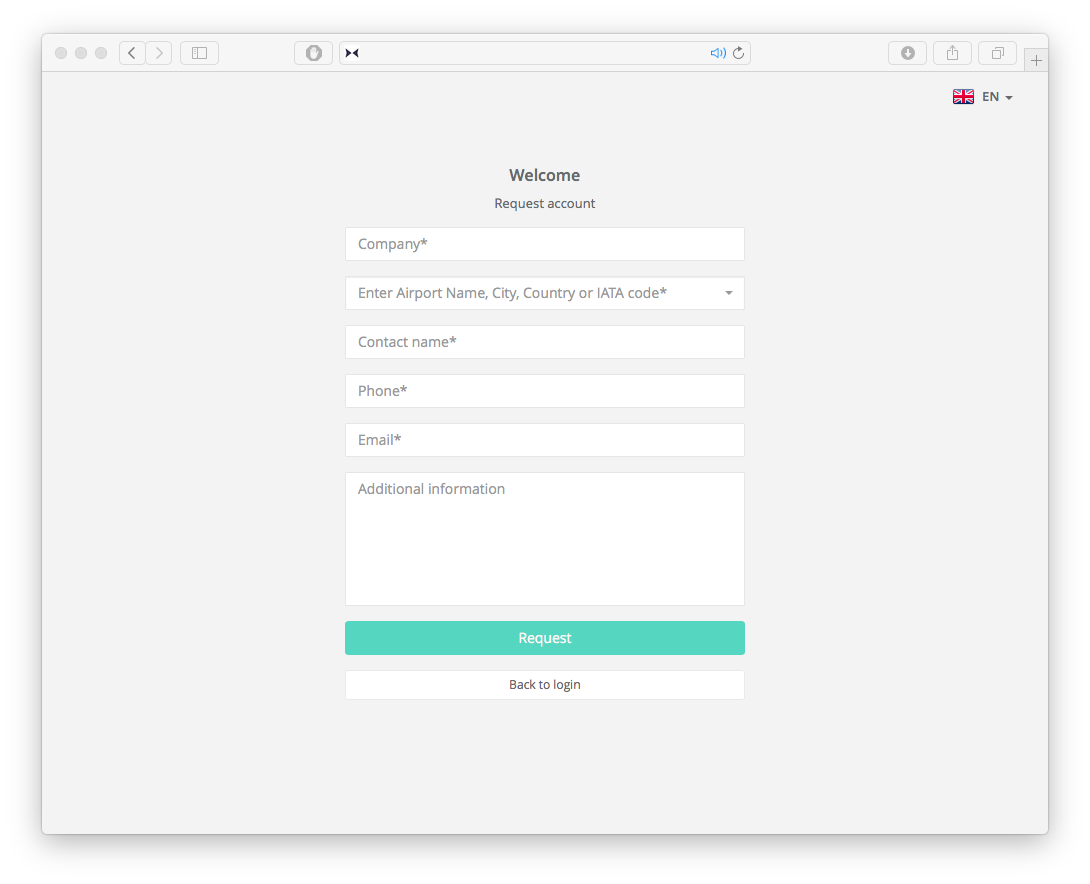 EN
Welcome
Request account
Company*
Enter Airport Name, City, Country or IATA code*
Contact name*
Phone*
Email*
Additional information
Request
Back to login